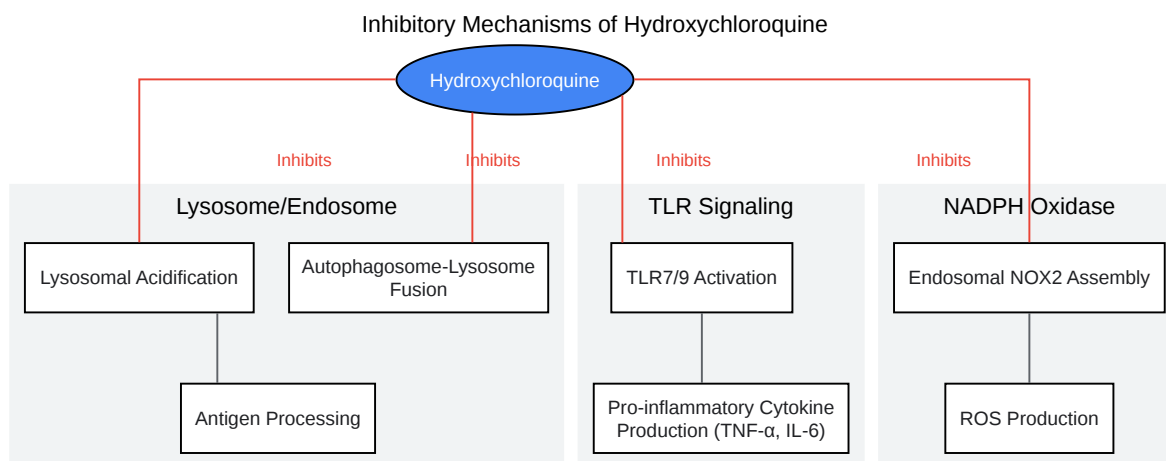 Inhibitory Mechanisms of Hydroxychloroquine
Hydroxychloroquine
Inhibits
Inhibits
Inhibits
Inhibits
Lysosome/Endosome
TLR Signaling
NADPH Oxidase
Lysosomal Acidification
Autophagosome-Lysosome
Fusion
TLR7/9 Activation
Endosomal NOX2 Assembly
Antigen Processing
Pro-inflammatory Cytokine
Production (TNF-α, IL-6)
ROS Production